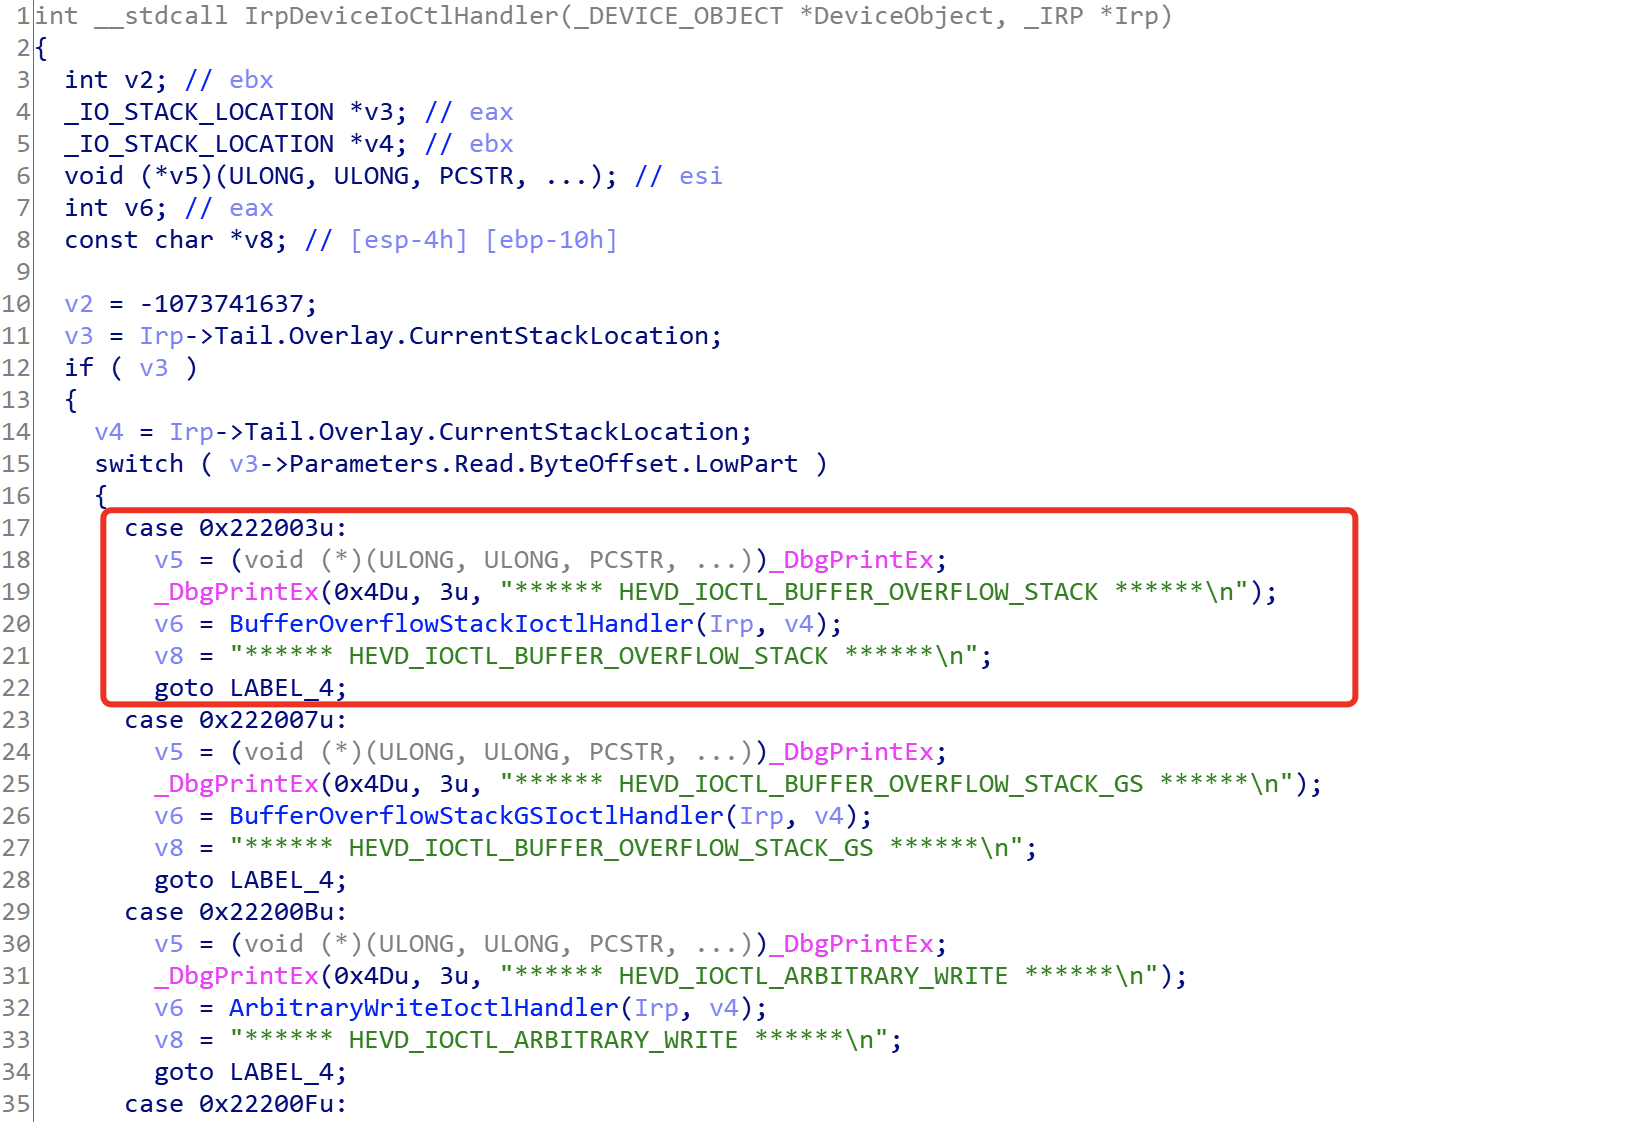 1 int __stdcall IrpDeviceIoCtlHandler(_DEVICE_OBJECT *DeviceObject, _IRP *Irp)
2 {
3   int v2; // ebx
4   _IO_STACK_LOCATION *v3; // eax
5   _IO_STACK_LOCATION *v4; // ebx
6   void (*v5)(ULONG, ULONG, PCSTR, ...); // esi
7   int v6; // eax
8   const char *v8; // [esp-4h] [ebp-10h]
9
10   v2 = -1073741637;
11   v3 = Irp->Tail.Overlay.CurrentStackLocation;
12   if ( v3 )
13   {
14     v4 = Irp->Tail.Overlay.CurrentStackLocation;
15     switch ( v3->Parameters.Read.ByteOffset.LowPart )
16     {
17       case 0x222003u:
18         v5 = (void (*)(ULONG, ULONG, PCSTR, ...))_DbgPrintEx;
19         _DbgPrintEx(0x4Du, 3u, "****** HEVD_IOCTL_BUFFER_OVERFLOW_STACK ******\n");
20         v6 = BufferOverflowStackIoctlHandler(Irp, v4);
21         v8 = "****** HEVD_IOCTL_BUFFER_OVERFLOW_STACK ******\n";
22         goto LABEL_4;
23       case 0x222007u:
24         v5 = (void (*)(ULONG, ULONG, PCSTR, ...))_DbgPrintEx;
25         _DbgPrintEx(0x4Du, 3u, "****** HEVD_IOCTL_BUFFER_OVERFLOW_STACK_GS ******\n");
26         v6 = BufferOverflowStackGSIoctlHandler(Irp, v4);
27         v8 = "****** HEVD_IOCTL_BUFFER_OVERFLOW_STACK_GS ******\n";
28         goto LABEL_4;
29       case 0x22200Bu:
30         v5 = (void (*)(ULONG, ULONG, PCSTR, ...))_DbgPrintEx;
31         _DbgPrintEx(0x4Du, 3u, "****** HEVD_IOCTL_ARBITRARY_WRITE ******\n");
32         v6 = ArbitraryWriteIoctlHandler(Irp, v4);
33         v8 = "****** HEVD_IOCTL_ARBITRARY_WRITE ******\n";
34         goto LABEL_4;
35       case 0x22200Fu: